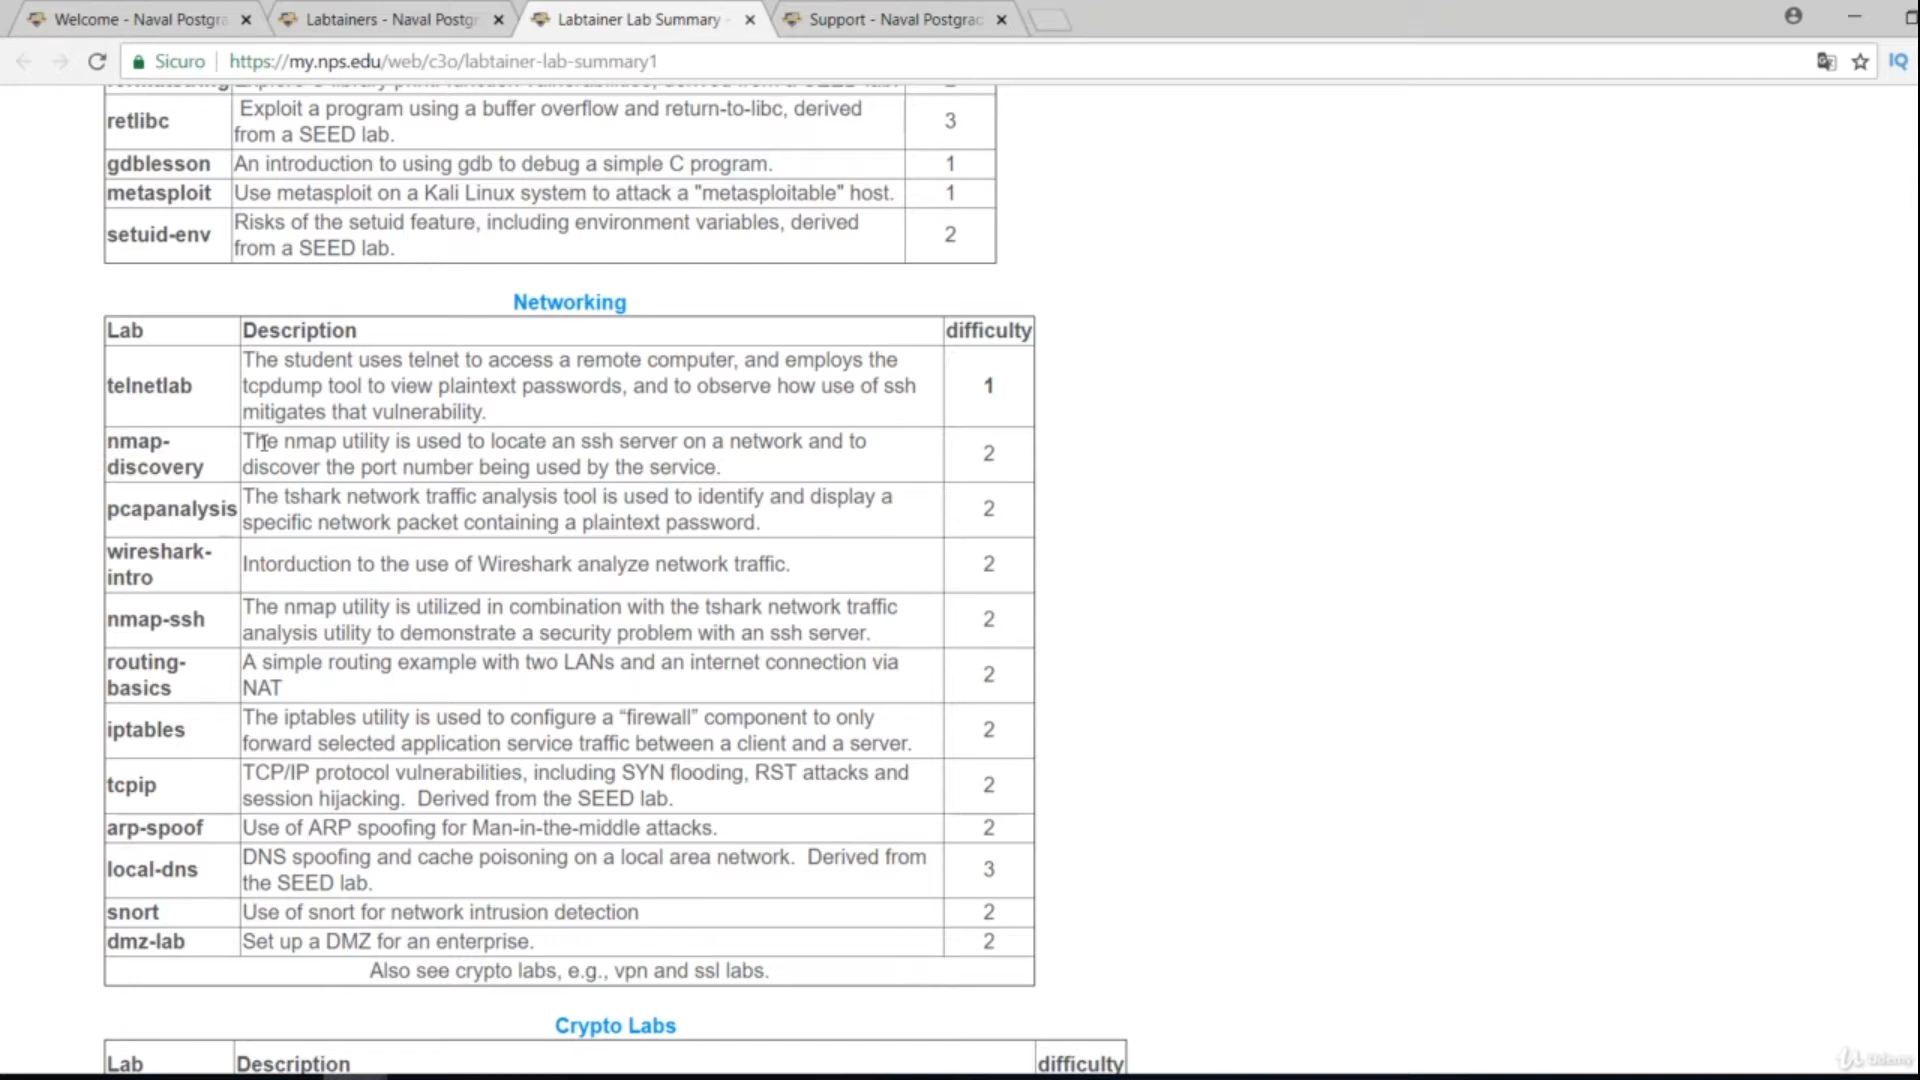 Welcome - Naval Postgra
Labtainers - Naval Postgr
Labtainer Lab Summary -
Support - Naval Postgrac
Sicuro
https://my.nps.edu/web/c3o/labtainer-lab-summary1
IQ
retlibc
Exploit a program using a buffer overflow and return-to-libc, derived
from a SEED lab.
3
gdblesson
An introduction to using gdb to debug a simple C program.
1
metasploit
Use metasploit on a Kali Linux system to attack a "metasploitable" host.
1
setuid-env
Risks of the setuid feature, including environment variables, derived
from a SEED lab.
2
Networking
Lab
Description
difficulty
telnetlab
The student uses telnet to access a remote computer, and employs the
tcpdump tool to view plaintext passwords, and to observe how use of ssh
mitigates that vulnerability.
1
nmap-
discovery
The nmap utility is used to locate an ssh server on a network and to
discover the port number being used by the service.
2
pcapanalysis
The tshark network traffic analysis tool is used to identify and display a
specific network packet containing a plaintext password.
2
wireshark-
intro
Intorduction to the use of Wireshark analyze network traffic.
2
nmap-ssh
The nmap utility is utilized in combination with the tshark network traffic
analysis utility to demonstrate a security problem with an ssh server.
2
routing-
basics
A simple routing example with two LANs and an internet connection via
NAT
2
iptables
The iptables utility is used to configure a “firewall” component to only
forward selected application service traffic between a client and a server.
2
tcpip
TCP/IP protocol vulnerabilities, including SYN flooding, RST attacks and
session hijacking.  Derived from the SEED lab.
2
arp-spoof
Use of ARP spoofing for Man-in-the-middle attacks.
2
local-dns
DNS spoofing and cache poisoning on a local area network.  Derived from
the SEED lab.
3
snort
Use of snort for network intrusion detection
2
dmz-lab
Set up a DMZ for an enterprise.
2
Also see crypto labs, e.g., vpn and ssl labs.
Crypto Labs
Lab
Description
difficulty
Udemy